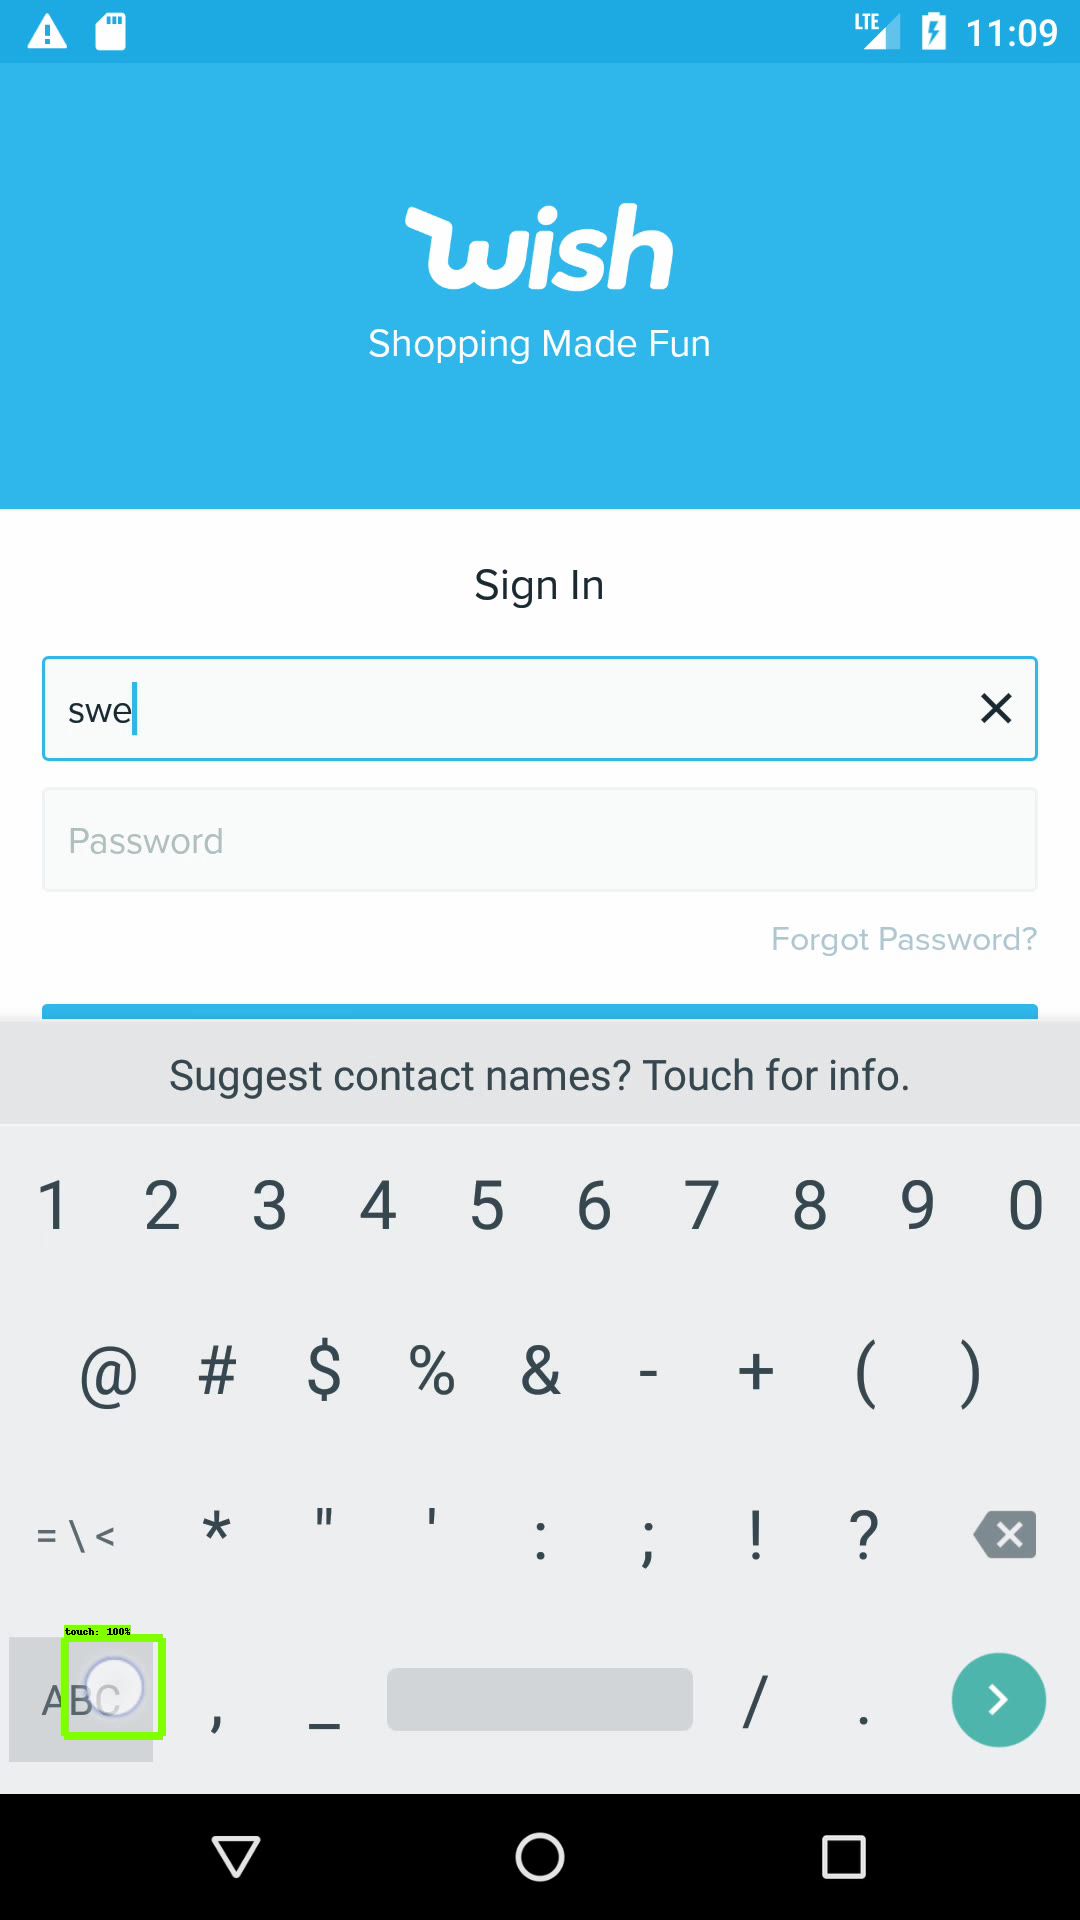 LTE 11:09
wish
Shopping Made Fun
Sign In
swe
Password
Forgot Password?
Suggest contact names? Touch for info.
1 2 3 4 5 6 7 8 9 0
@ # $ % & - + ( )
= \ < * " ' : ; ! ?
touch: 100%
ABC , _ / .